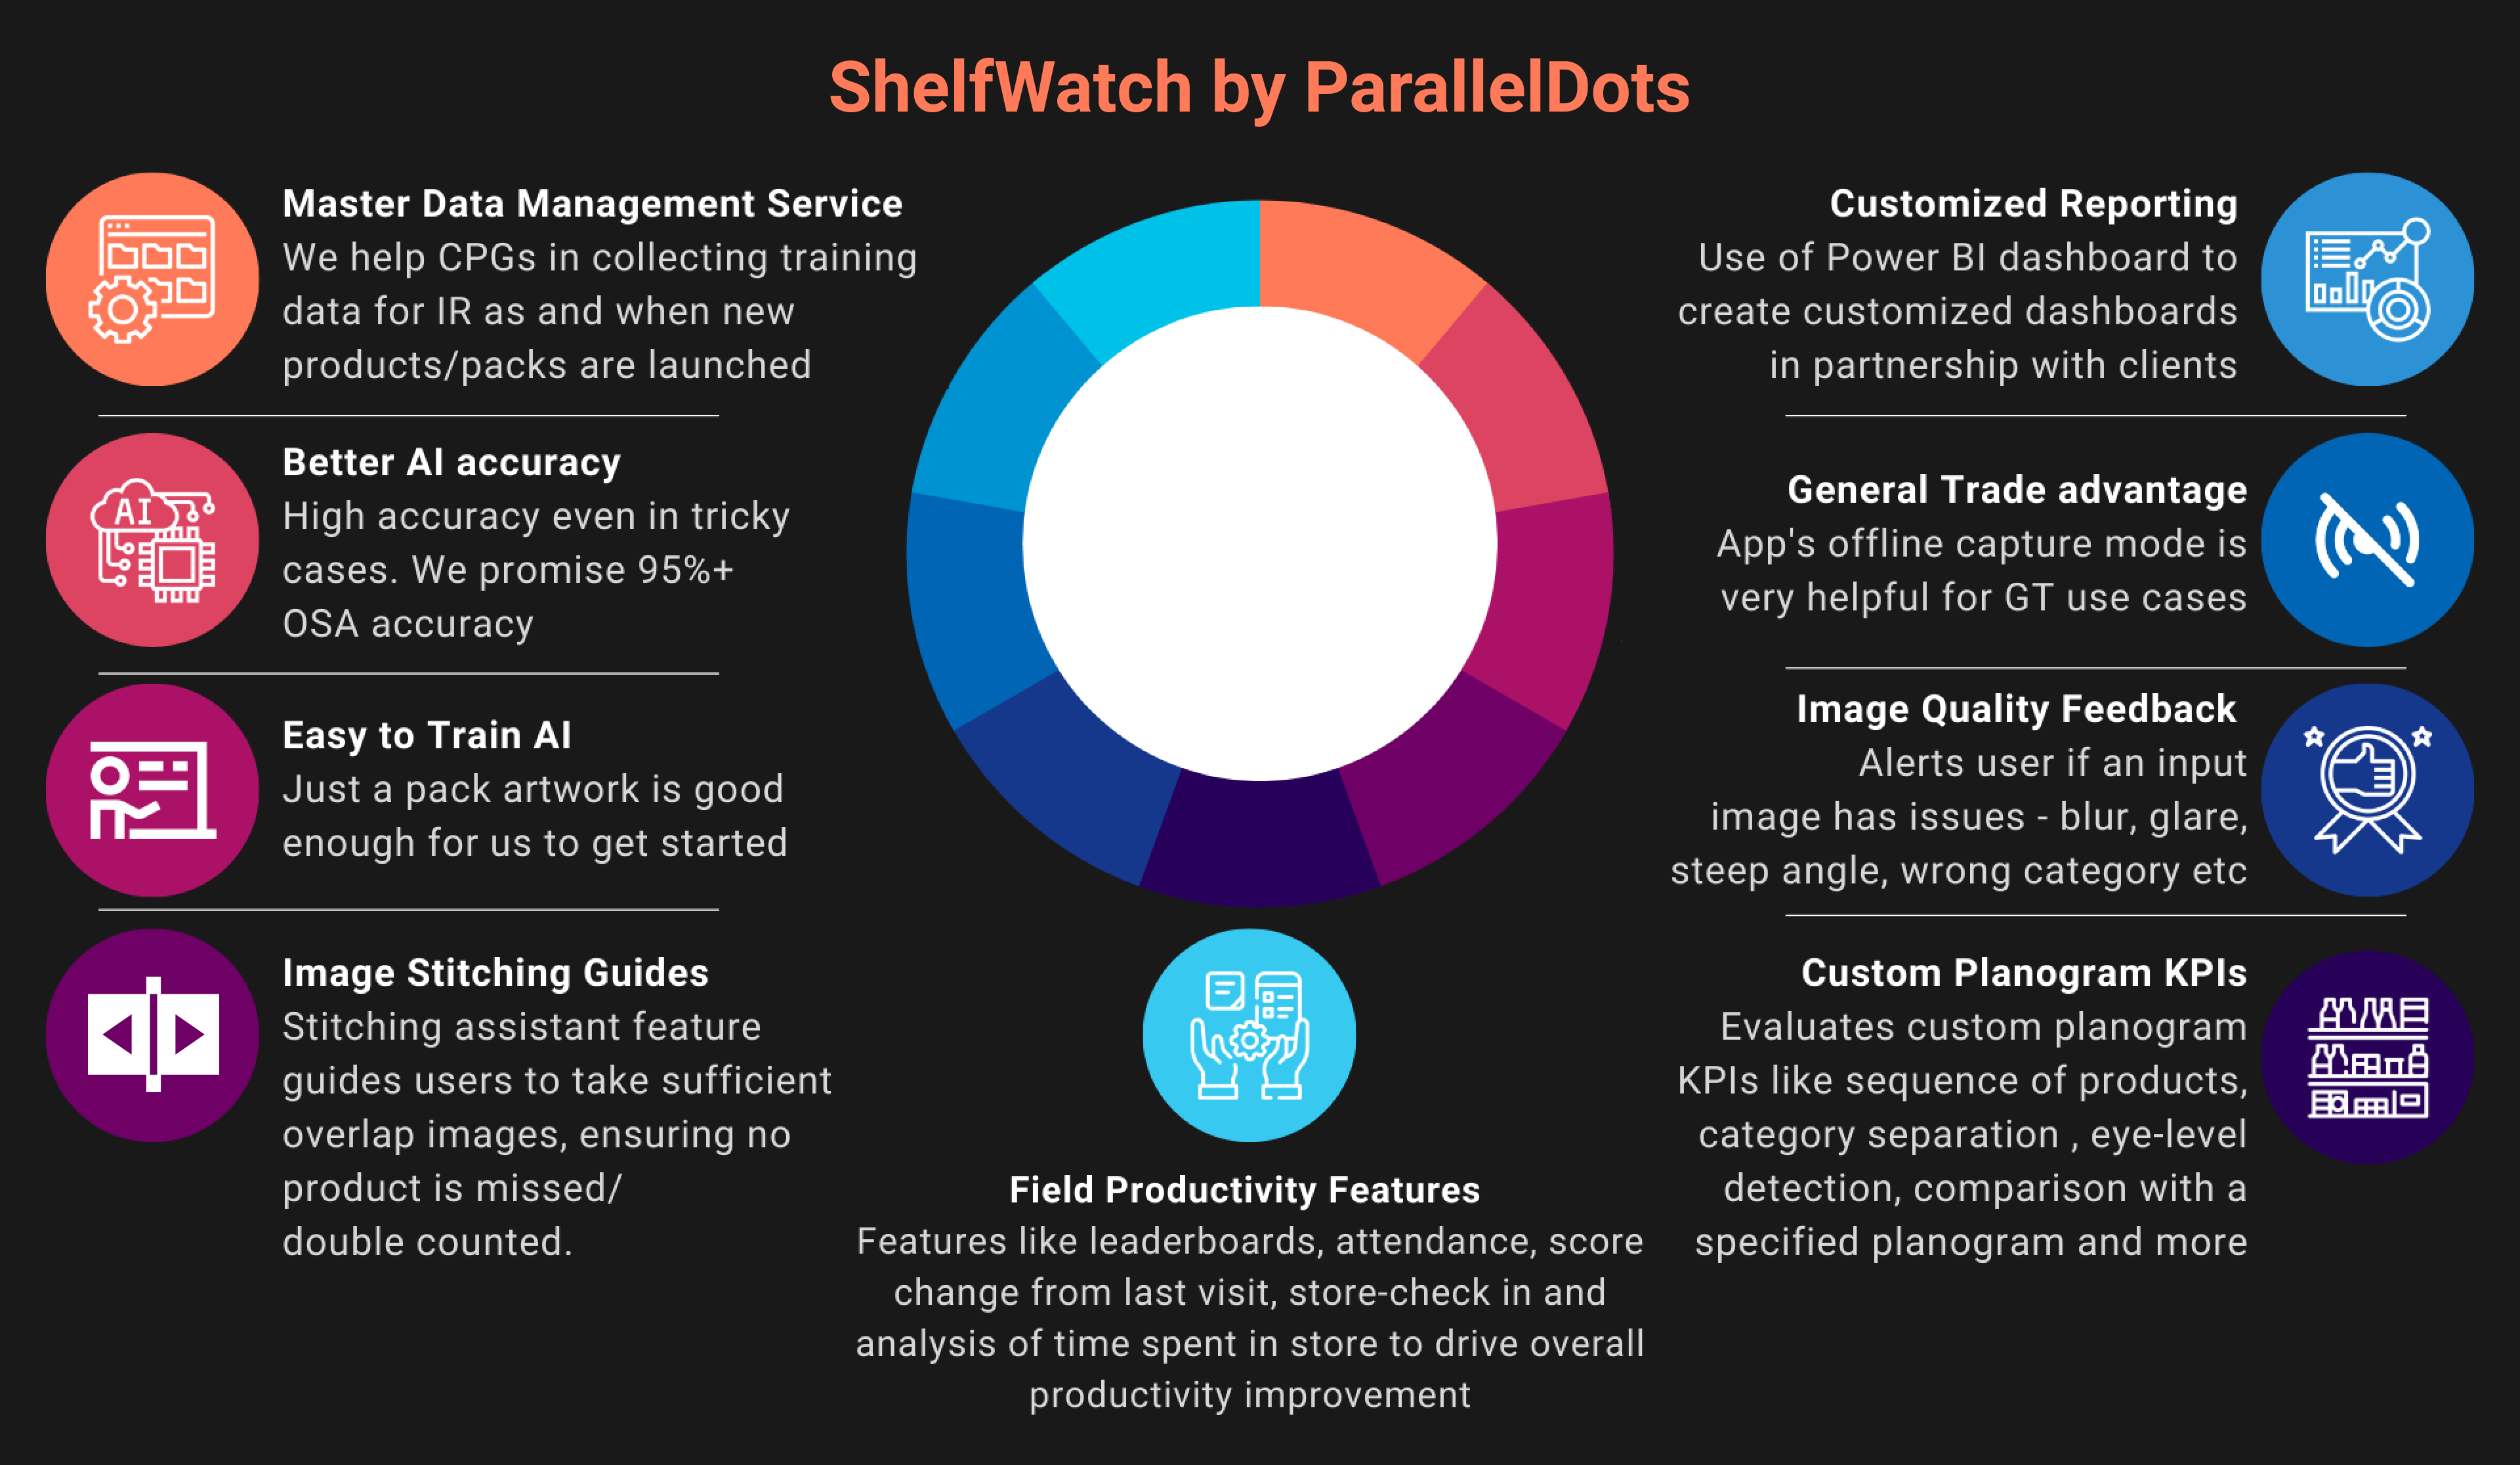 ShelfWatch by ParallelDots
Master Data Management Service
We help CPGs in collecting training
data for IR as and when new
products/packs are launched
Better AI accuracy
High accuracy even in tricky
cases. We promise 95%+
OSA accuracy
AI
Easy to Train AI
Just a pack artwork is good
enough for us to get started
Image Stitching Guides
Stitching assistant feature
guides users to take sufficient
overlap images, ensuring no
product is missed/
double counted.
Field Productivity Features
Features like leaderboards, attendance, score
change from last visit, store-check in and
analysis of time spent in store to drive overall
productivity improvement
Customized Reporting
Use of Power BI dashboard to
create customized dashboards
in partnership with clients
General Trade advantage
App's offline capture mode is
very helpful for GT use cases
Image Quality Feedback
Alerts user if an input
image has issues - blur, glare,
steep angle, wrong category etc
Custom Planogram KPIs
Evaluates custom planogram
KPIs like sequence of products,
category separation , eye-level
detection, comparison with a
specified planogram and more